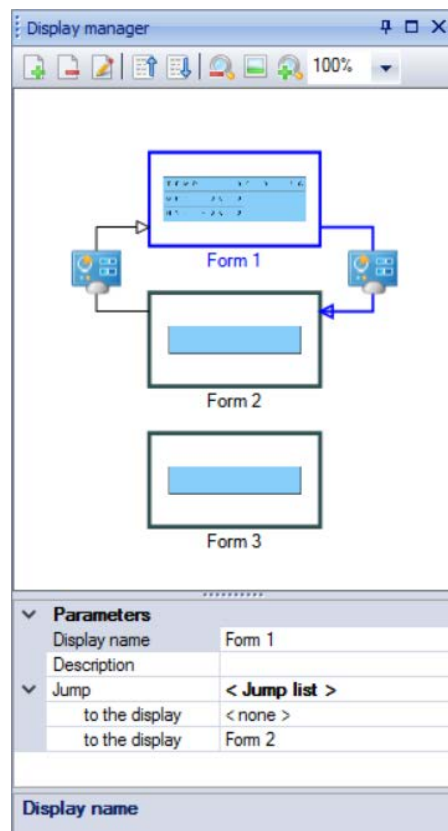 Display manager
100%
Form 1
Form 2
Form 3
Parameters
Display name Form 1
Description
Jump < Jump list >
to the display < none >
to the display Form 2
Display name